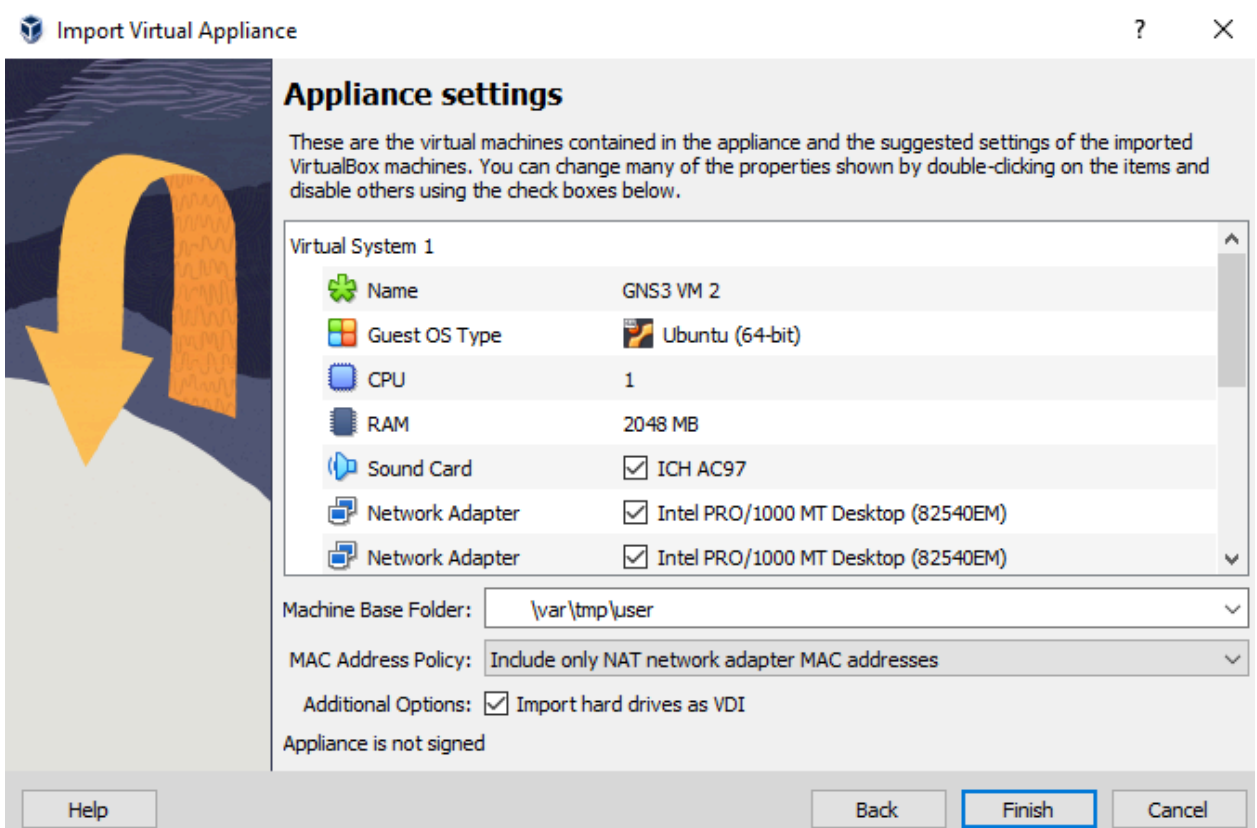 Import Virtual Appliance
?
Appliance settings
These are the virtual machines contained in the appliance and the suggested settings of the imported
VirtualBox machines. You can change many of the properties shown by double-clicking on the items and
disable others using the check boxes below.
Virtual System 1
Name GNS3 VM 2
Guest OS Type Ubuntu (64-bit)
CPU 1
RAM 2048 MB
Sound Card ICH AC97
Network Adapter Intel PRO/1000 MT Desktop (82540EM)
Network Adapter Intel PRO/1000 MT Desktop (82540EM)
Machine Base Folder: \var\tmp\user
MAC Address Policy: Include only NAT network adapter MAC addresses
Additional Options: Import hard drives as VDI
Appliance is not signed
Help Back Finish Cancel